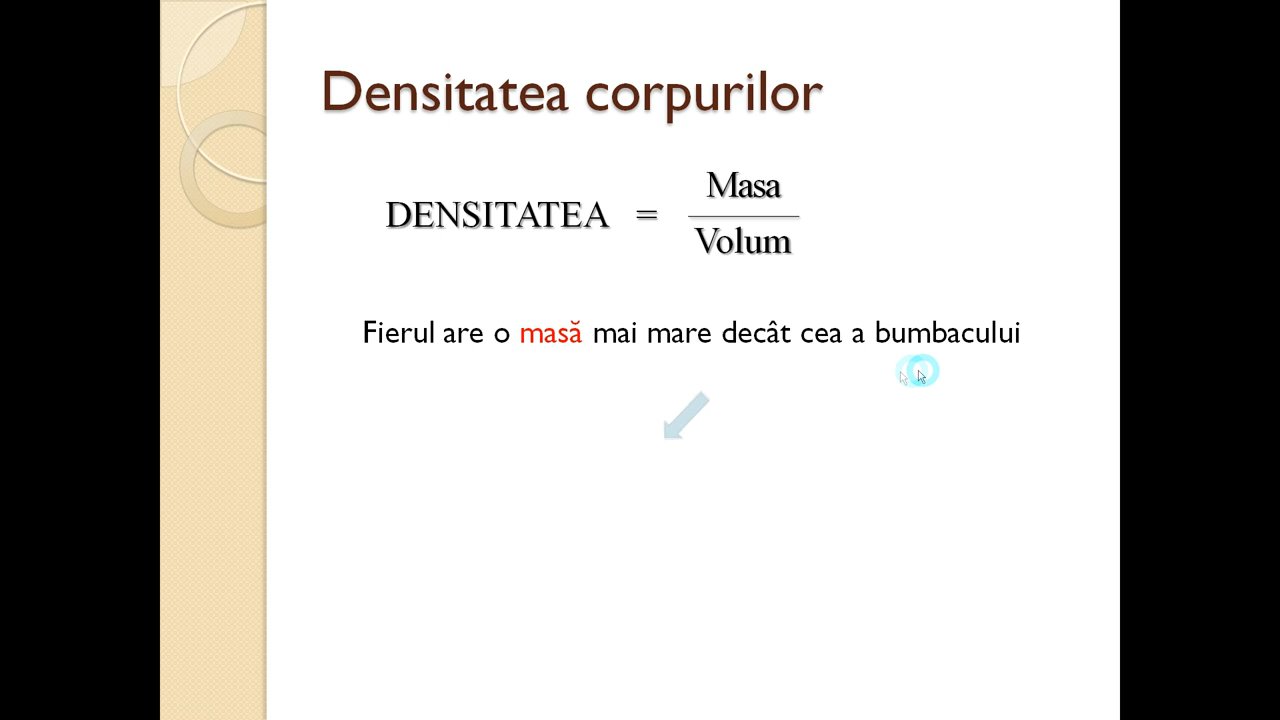 Densitatea corpurilor
DENSITATEA = Masa
Volum
Fierul are o masă mai mare decât cea a bumbacului